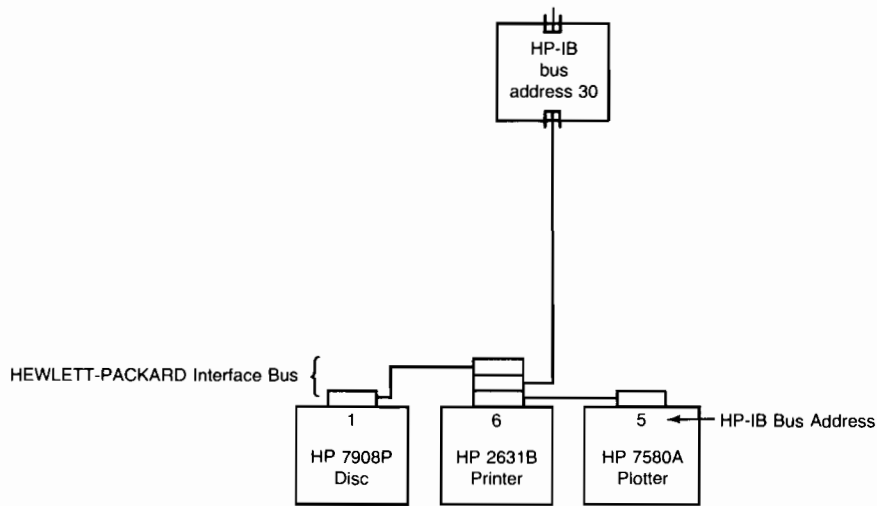 HP-IB
bus
address 30
HEWLETT-PACKARD Interface Bus
1
HP 7908P
Disc
6
HP 2631B
Printer
5
HP 7580A
Plotter
HP-IB Bus Address